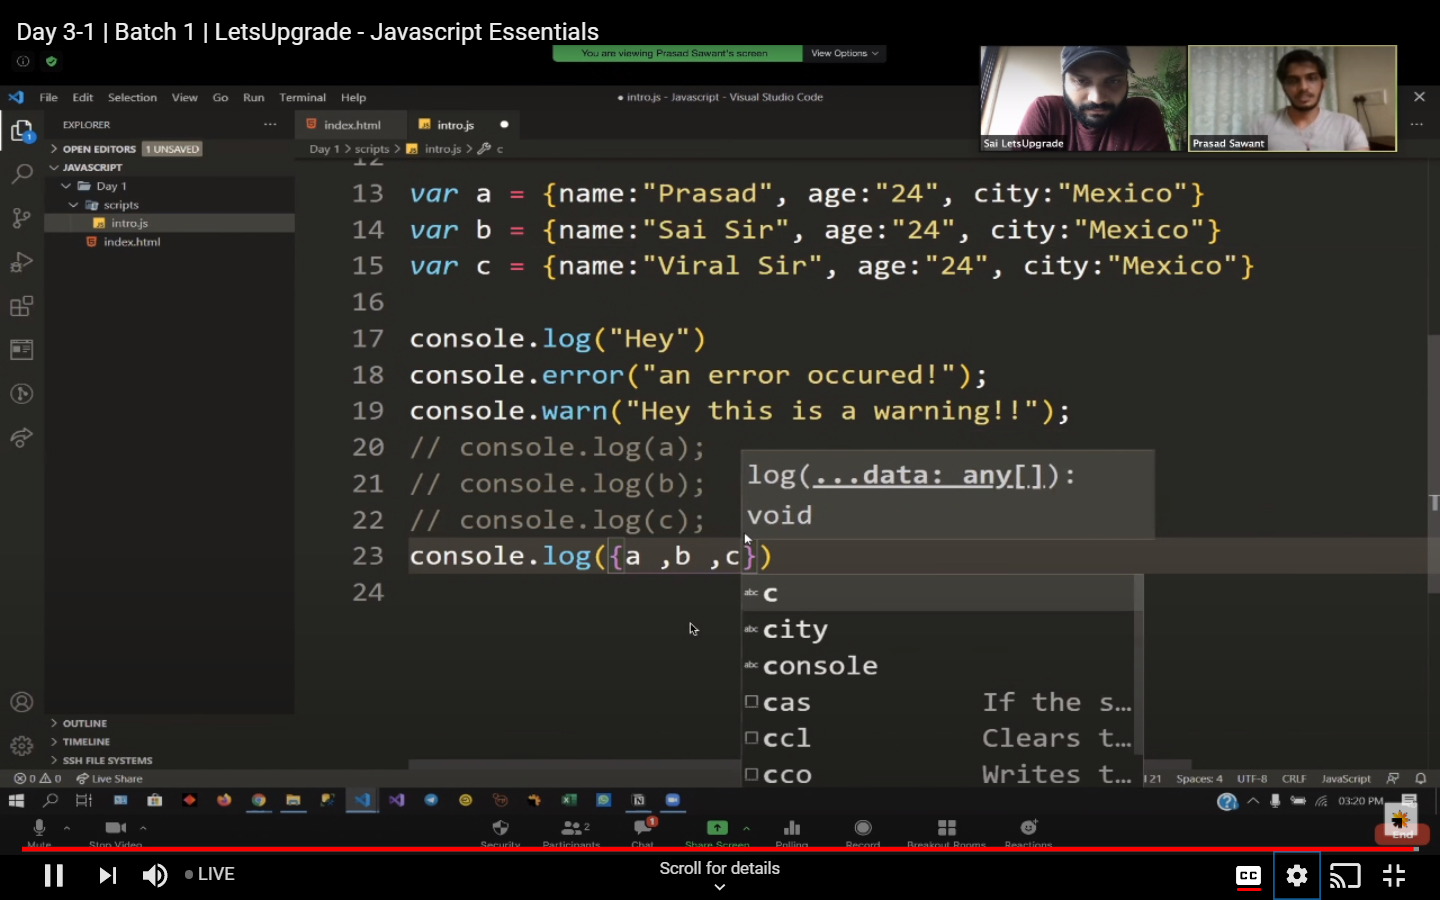 Day 3-1 | Batch 1 | LetsUpgrade - Javascript Essentials
You are viewing Prasad Sawant's screen View Options
File Edit Selection View Go Run Terminal Help
● intro.js - Javascript - Visual Studio Code
Sai LetsUpgrade
Prasad Sawant
EXPLORER
index.html
intro.js
OPEN EDITORS 1 UNSAVED
Day 1 > scripts > intro.js > c
JAVASCRIPT
Day 1
scripts
intro.js
index.html
12
13 var a = {name:"Prasad", age:"24", city:"Mexico"}
14 var b = {name:"Sai Sir", age:"24", city:"Mexico"}
15 var c = {name:"Viral Sir", age:"24", city:"Mexico"}
16
17 console.log("Hey")
18 console.error("an error occured!");
19 console.warn("Hey this is a warning!!");
20 // console.log(a);
21 // console.log(b);
22 // console.log(c);
23 console.log({a ,b ,c})
24
log(...data: any[]):
void
abc c
abc city
abc console
cas If the s...
ccl Clears t...
cco Writes t...
OUTLINE
TIMELINE
SSH FILE SYSTEMS
0 0 Live Share
21 Spaces: 4 UTF-8 CRLF JavaScript
03:20 PM
Mute Stop Video Security Participants 2 Chat 1 Share Screen Polling Record Breakout Rooms Reactions End
LIVE
Scroll for details
CC